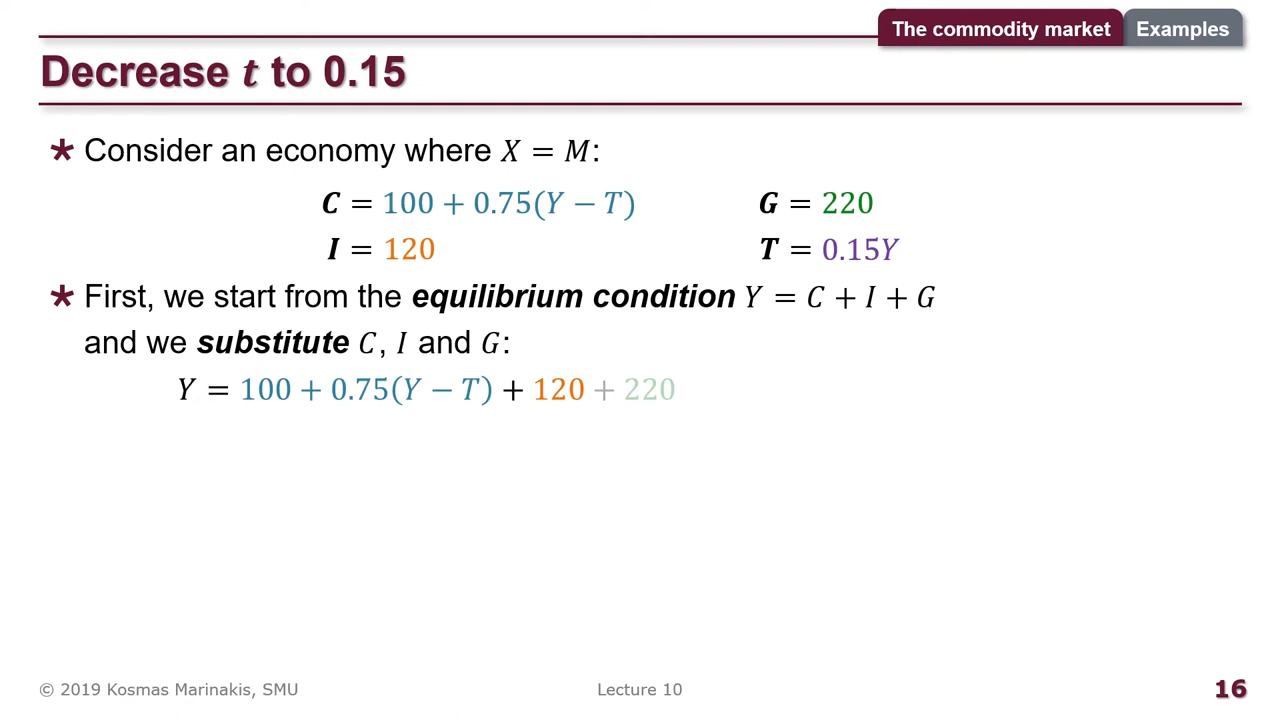 The commodity market Examples
Decrease t to 0.15
* Consider an economy where X = M:
C = 100 + 0.75(Y − T) G = 220
I = 120 T = 0.15Y
* First, we start from the equilibrium condition Y = C + I + G
and we substitute C, I and G:
Y = 100 + 0.75(Y − T) + 120 + 220
© 2019 Kosmas Marinakis, SMU Lecture 10 16